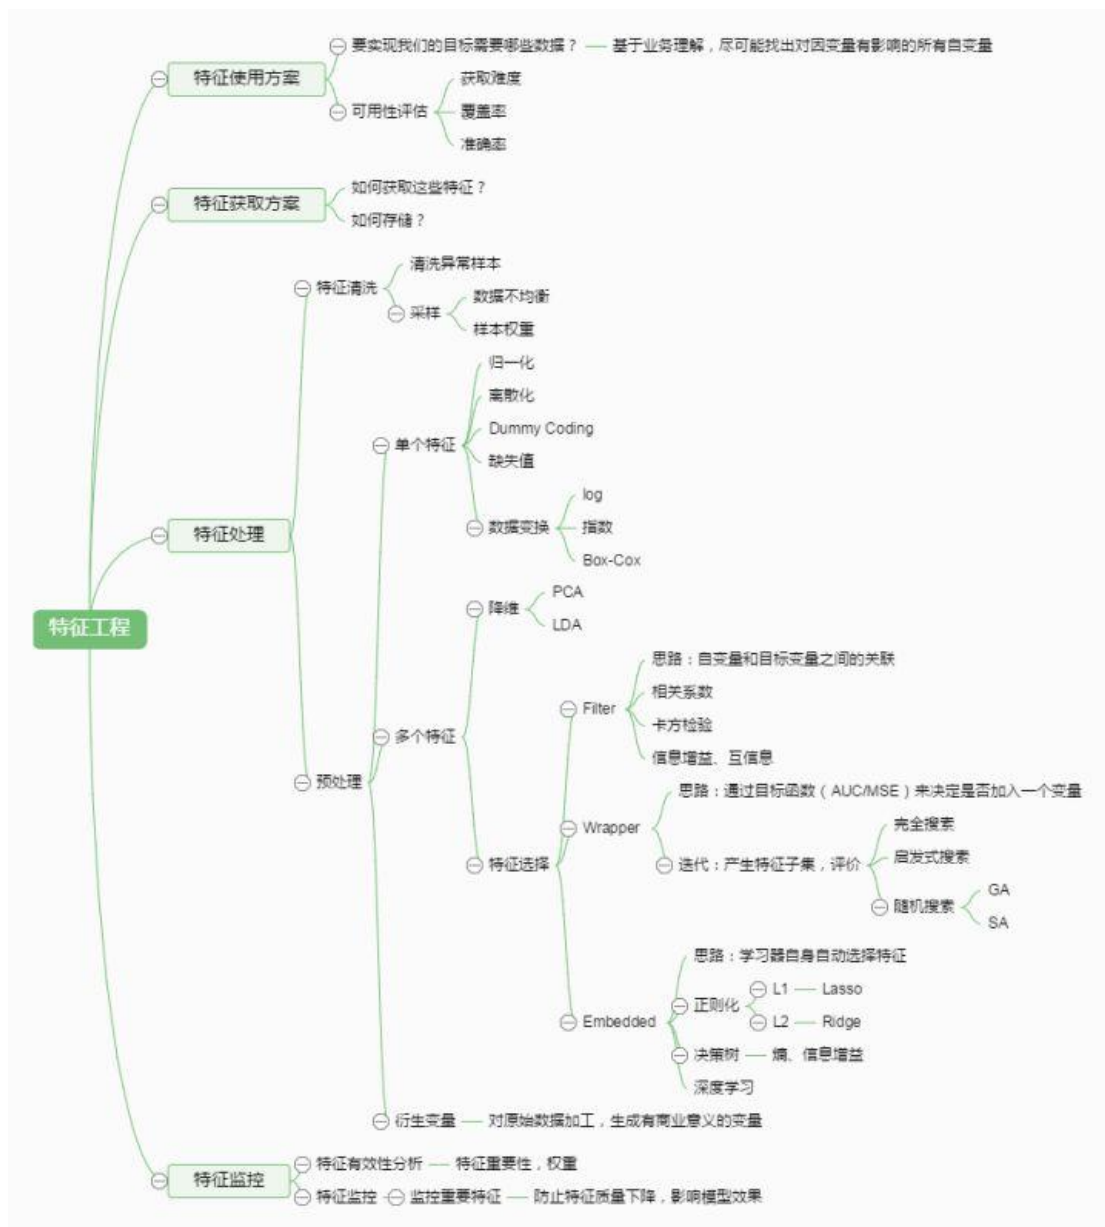 要实现我们的目标需要哪些数据？ 基于业务理解，尽可能找出对因变量有影响的所有自变量
特征使用方案
获取难度
可用性评估
覆盖率
准确率
如何获取这些特征？
特征获取方案
如何存储？
清洗异常样本
特征清洗
数据不均衡
采样
样本权重
归一化
离散化
Dummy Coding
单个特征
缺失值
log
数据变换
指数
特征处理
Box-Cox
PCA
降维
特征工程
LDA
思路：自变量和目标变量之间的关联
相关系数
Filter
卡方检验
多个特征
信息增益、互信息
预处理
思路：通过目标函数（AUC/MSE）来决定是否加入一个变量
完全搜索
Wrapper
启发式搜索
特征选择
迭代：产生特征子集，评价
GA
随机搜索
SA
思路：学习器自身自动选择特征
L1 Lasso
正则化
Embedded
L2 Ridge
决策树 熵、信息增益
深度学习
衍生变量 对原始数据加工，生成有商业意义的变量
特征有效性分析 特征重要性，权重
特征监控
特征监控 监控重要特征 防止特征质量下降，影响模型效果